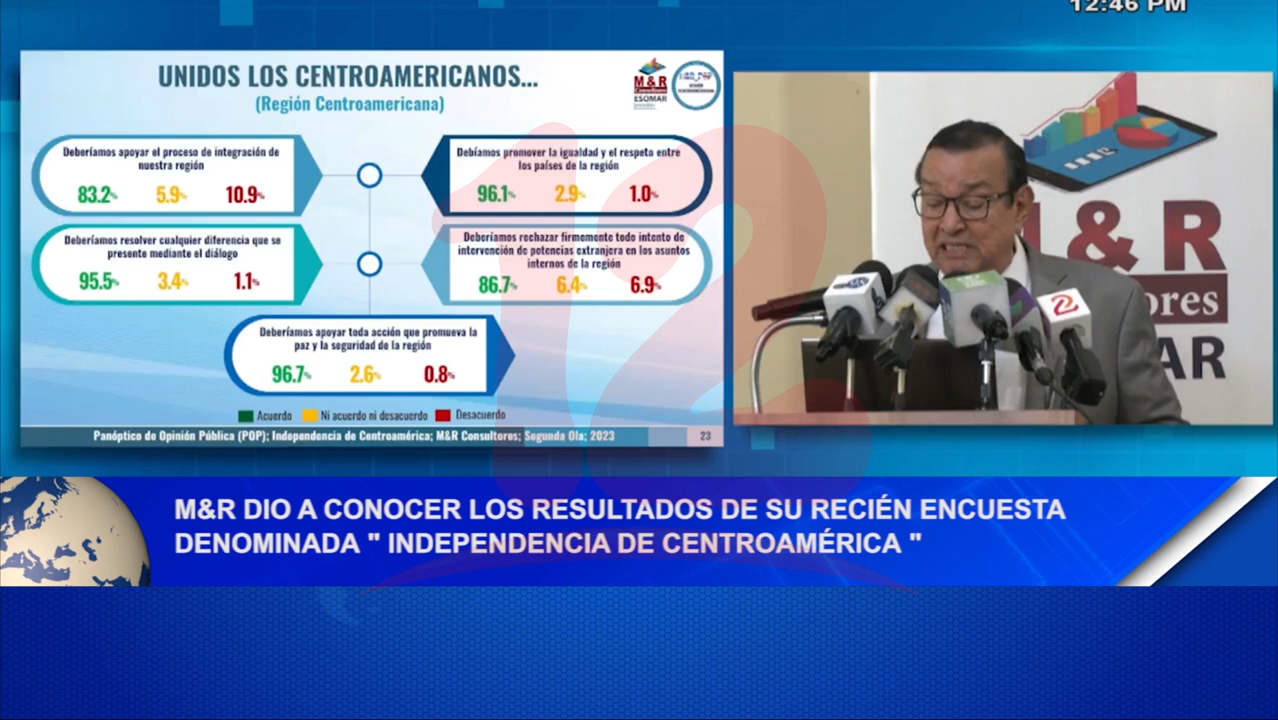 12:46 PM
UNIDOS LOS CENTROAMERICANOS...
(Región Centroamericana)
M&R
Consultores
ESOMAR
Deberíamos apoyar el proceso de integración de
nuestra región
83.2% 5.9% 10.9%
Debíamos promover la igualdad y el respeto entre
los países de la región
96.1% 2.9% 1.0%
Deberíamos resolver cualquier diferencia que se
presente mediante el diálogo
95.5% 3.4% 1.1%
Deberíamos rechazar firmemente todo intento de
intervención de potencias extranjera en los asuntos
internos de la región
86.7% 6.4% 6.9%
Deberíamos apoyar toda acción que promueva la
paz y la seguridad de la región
96.7% 2.6% 0.8%
Acuerdo Ni acuerdo ni desacuerdo Desacuerdo
Panóptico de Opinión Pública (POP); Independencia de Centroamérica; M&R Consultores; Segunda Ola; 2023 23
& R
ores
AR
12
M&R DIO A CONOCER LOS RESULTADOS DE SU RECIÉN ENCUESTA
DENOMINADA " INDEPENDENCIA DE CENTROAMÉRICA "